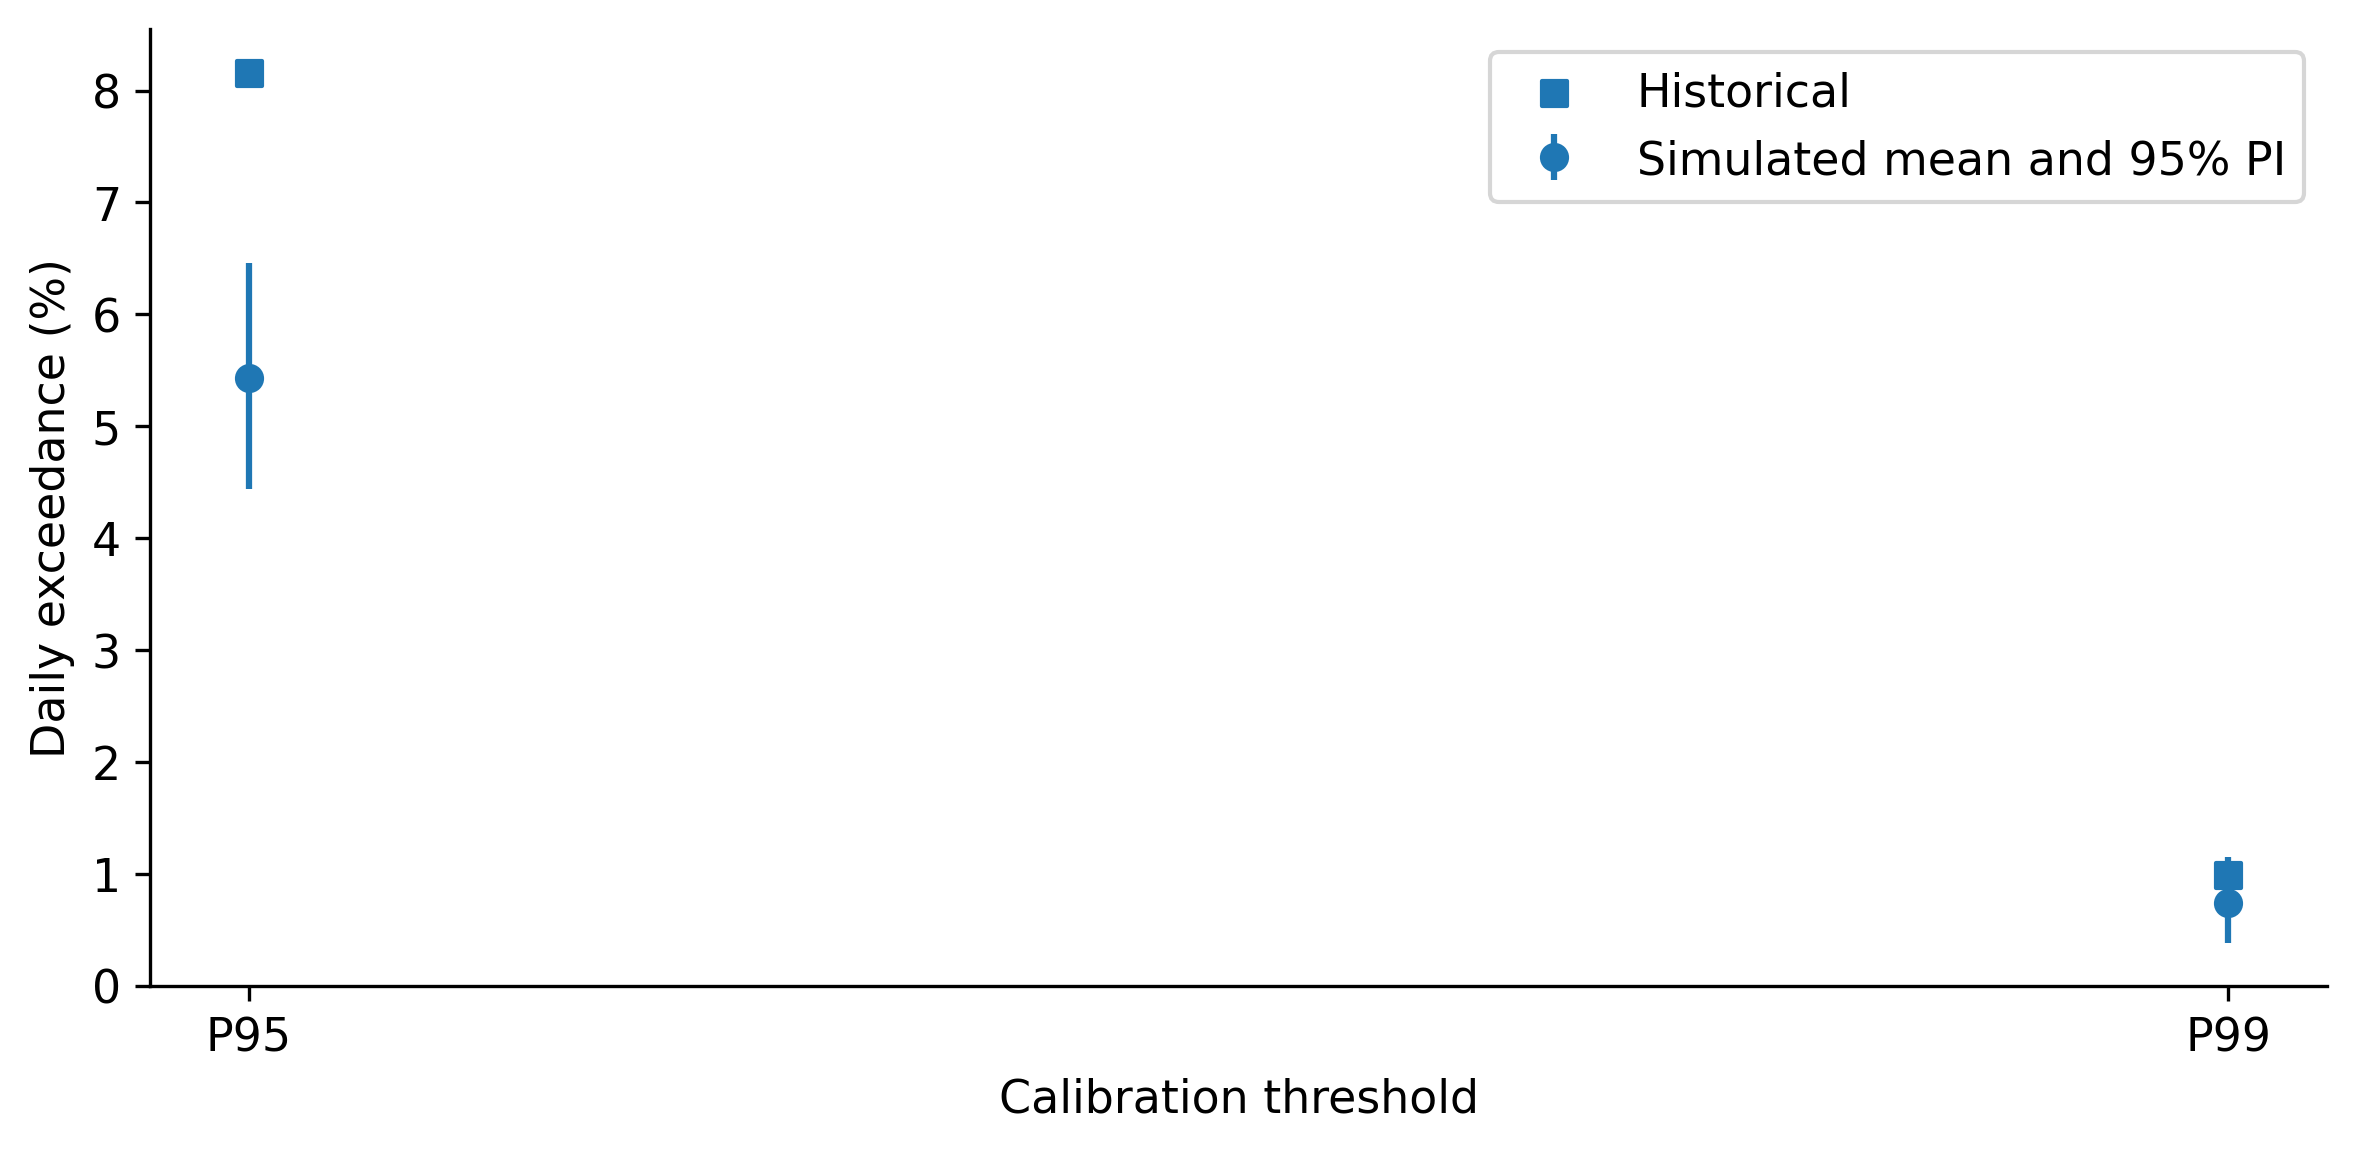 Historical
Simulated mean and 95% PI
Daily exceedance (%)
8
7
6
5
4
3
2
1
0
P95
P99
Calibration threshold